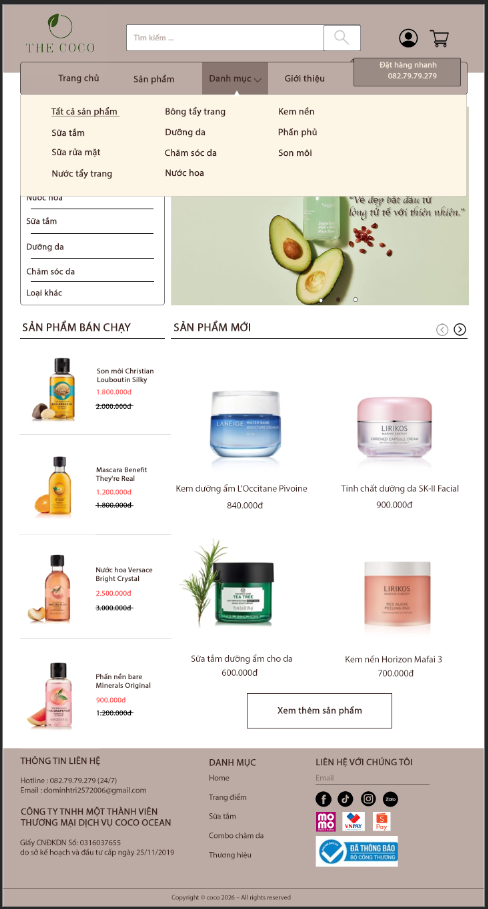 THE COCO
Tìm kiếm ...
Trang chủ
Sản phẩm
Danh mục
Giới thiệu
Đặt hàng nhanh
082.79.79.279
Tất cả sản phẩm
Bông tẩy trang
Kem nền
Sữa tắm
Dưỡng da
Phấn phủ
Sữa rửa mặt
Chăm sóc da
Son môi
Nước tẩy trang
Nước hoa
Nước hoa
Sữa tắm
Dưỡng da
Chăm sóc da
Loại khác
"Vẻ đẹp bắt đầu từ
lòng tử tế với thiên nhiên."
SẢN PHẨM BÁN CHẠY
SẢN PHẨM MỚI
Son môi Christian
Louboutin Silky
1.800.000đ
2.000.000đ
Mascara Benefit
They're Real
1.200.000đ
1.800.000đ
Nước hoa Versace
Bright Crystal
2.500.000đ
3.000.000đ
Phấn nền bare
Minerals Original
900.000đ
1.200.000đ
LANEIGE
LIRIKOS
Kem dưỡng ẩm L'Occitane Pivoine
840.000đ
Tinh chất dưỡng da SK-II Facial
900.000đ
TEA TREE
LIRIKOS
Sữa tắm dưỡng ẩm cho da
600.000đ
Kem nền Horizon Mafai 3
700.000đ
Xem thêm sản phẩm
THÔNG TIN LIÊN HỆ
Hotline : 082.79.79.279 (24/7)
Email : dominhtri2572006@gmail.com
CÔNG TY TNHH MỘT THÀNH VIÊN
THƯƠNG MẠI DỊCH VỤ COCO OCEAN
Giấy CNĐKDN Số: 0316037655
do sở kế hoạch và đầu tư cấp ngày 25/11/2019
DANH MỤC
Home
Trang điểm
Sữa tắm
Combo chăm da
Thương hiệu
LIÊN HỆ VỚI CHÚNG TÔI
Email
Zalo
MOMO
VNPAY
S Pay
ĐÃ THÔNG BÁO
BỘ CÔNG THƯƠNG
Copyright © coco 2026 – All rights reserved